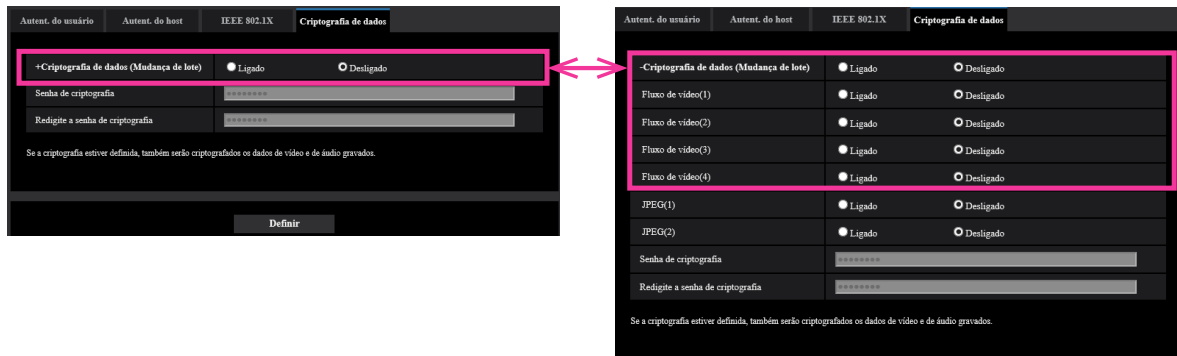 Autent. do usuário Autent. do host IEEE 802.1X Criptografia de dados
+Criptografia de dados (Mudança de lote) Ligado Desligado
Senha de criptografia ••••••••
Redigite a senha de criptografia ••••••••
Se a criptografia estiver definida, também serão criptografados os dados de vídeo e de áudio gravados.
Definir
Autent. do usuário Autent. do host IEEE 802.1X Criptografia de dados
-Criptografia de dados (Mudança de lote) Ligado Desligado
Fluxo de vídeo(1) Ligado Desligado
Fluxo de vídeo(2) Ligado Desligado
Fluxo de vídeo(3) Ligado Desligado
Fluxo de vídeo(4) Ligado Desligado
JPEG(1) Ligado Desligado
JPEG(2) Ligado Desligado
Senha de criptografia ••••••••
Redigite a senha de criptografia ••••••••
Se a criptografia estiver definida, também serão criptografados os dados de vídeo e de áudio gravados.